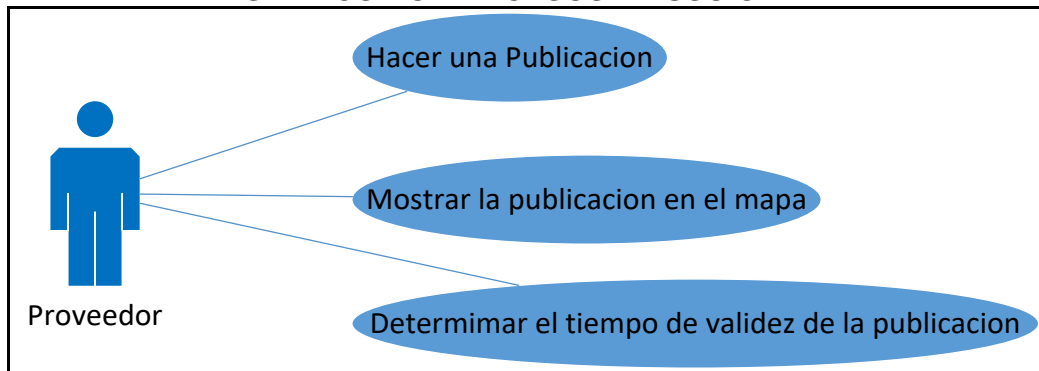 Hacer una Publicacion
Mostrar la publicacion en el mapa
Proveedor
Determimar el tiempo de validez de la publicacion